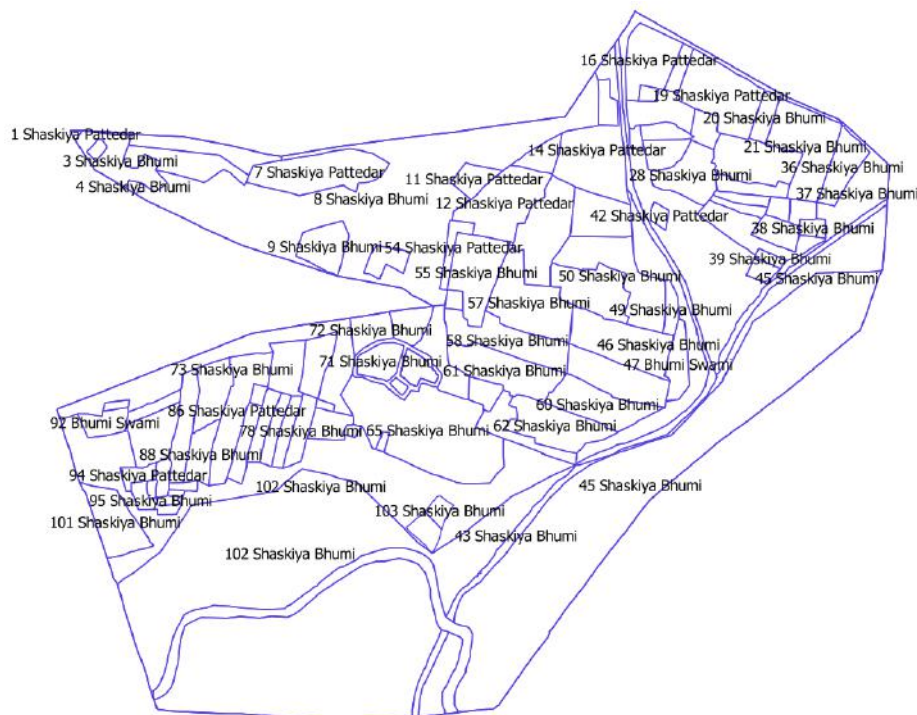 16 Shaskiya Pattedar
19 Shaskiya Pattedar
20 Shaskiya Bhumi
1 Shaskiya Pattedar
21 Shaskiya Bhumi
14 Shaskiya Pattedar
3 Shaskiya Bhumi
36 Shaskiya Bhumi
7 Shaskiya Pattedar
28 Shaskiya Bhumi
11 Shaskiya Pattedar
4 Shaskiya Bhumi
37 Shaskiya Bhumi
8 Shaskiya Bhumi
12 Shaskiya Pattedar
42 Shaskiya Pattedar
38 Shaskiya Bhumi
9 Shaskiya Bhumi
54 Shaskiya Pattedar
39 Shaskiya Bhumi
55 Shaskiya Bhumi
50 Shaskiya Bhumi
45 Shaskiya Bhumi
57 Shaskiya Bhumi
49 Shaskiya Bhumi
72 Shaskiya Bhumi
58 Shaskiya Bhumi
46 Shaskiya Bhumi
71 Shaskiya Bhumi
47 Bhumi Swami
73 Shaskiya Bhumi
61 Shaskiya Bhumi
60 Shaskiya Bhumi
86 Shaskiya Pattedar
92 Bhumi Swami
62 Shaskiya Bhumi
78 Shaskiya Bhumi
65 Shaskiya Bhumi
88 Shaskiya Bhumi
94 Shaskiya Pattedar
102 Shaskiya Bhumi
45 Shaskiya Bhumi
95 Shaskiya Bhumi
103 Shaskiya Bhumi
101 Shaskiya Bhumi
43 Shaskiya Bhumi
102 Shaskiya Bhumi